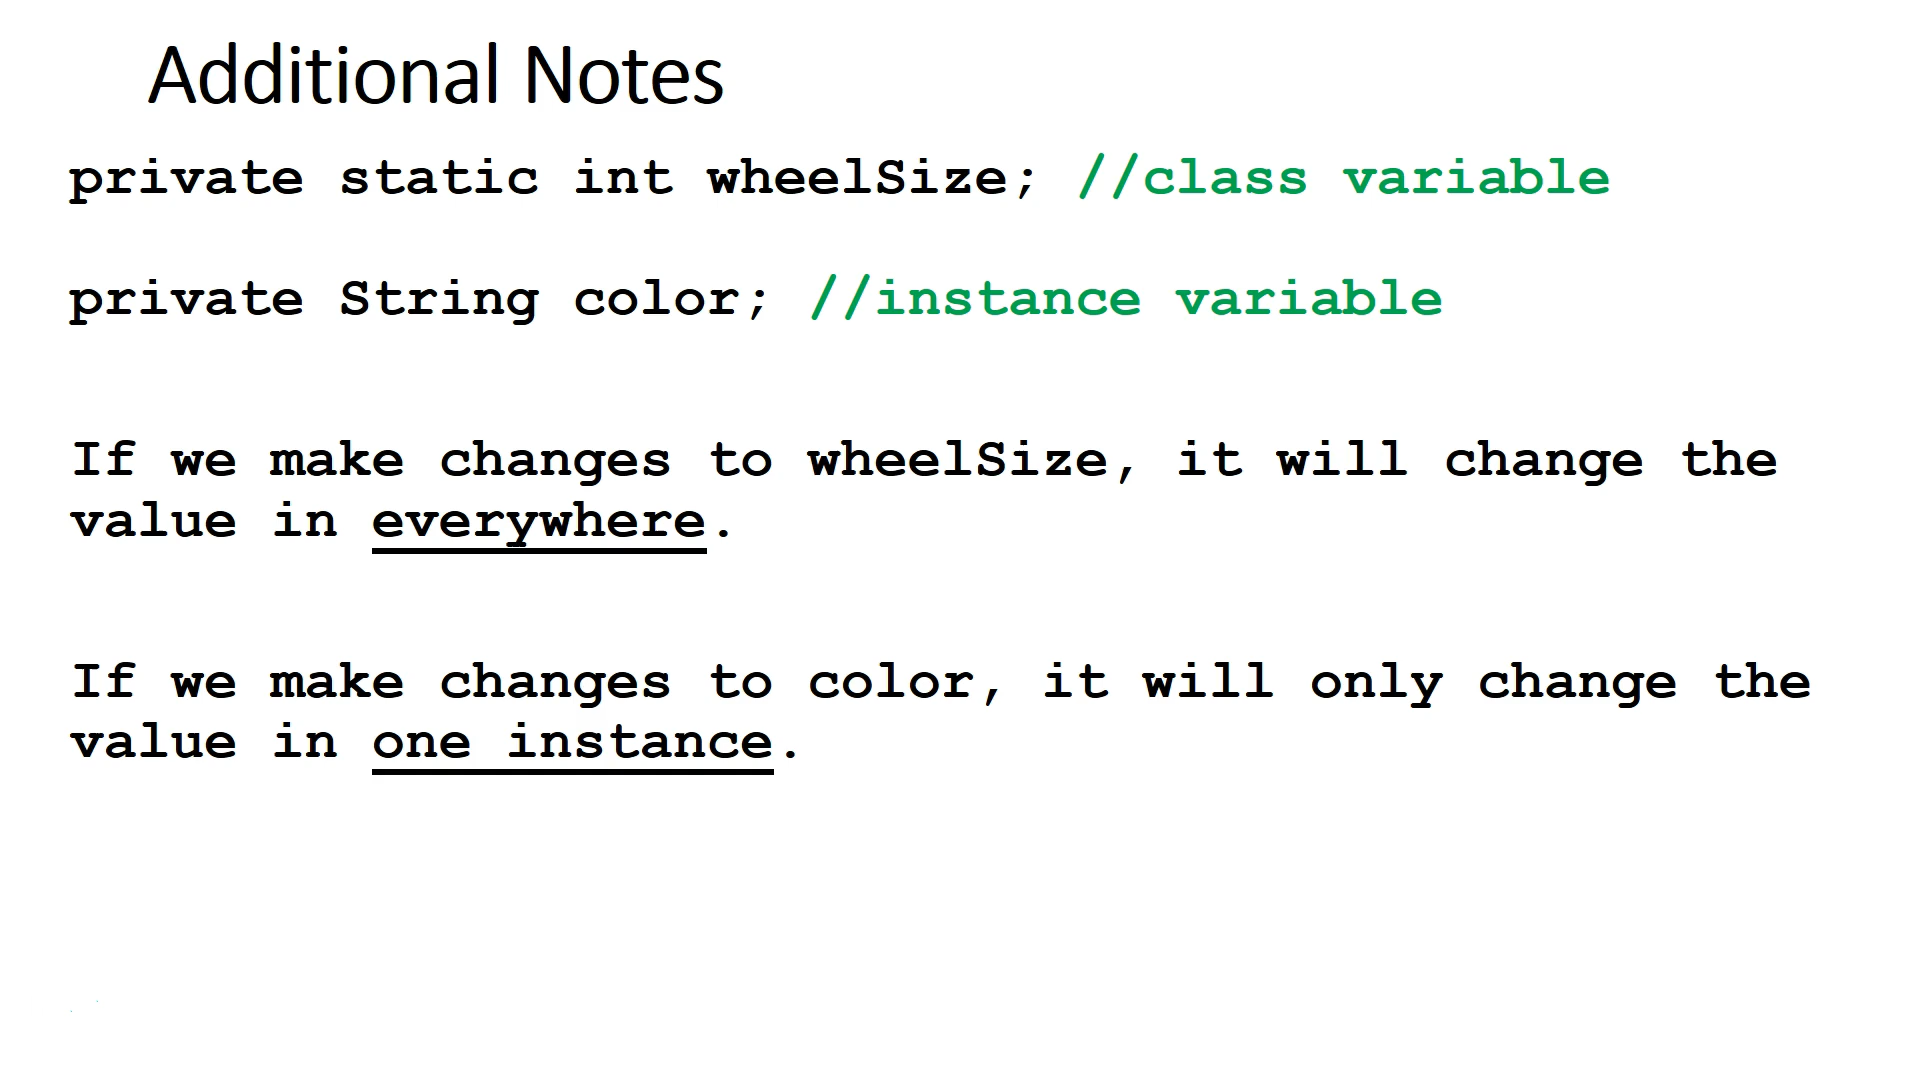 Additional Notes
private static int wheelSize; //class variable
private String color; //instance variable
If we make changes to wheelSize, it will change the
value in everywhere.
If we make changes to color, it will only change the
value in one instance.